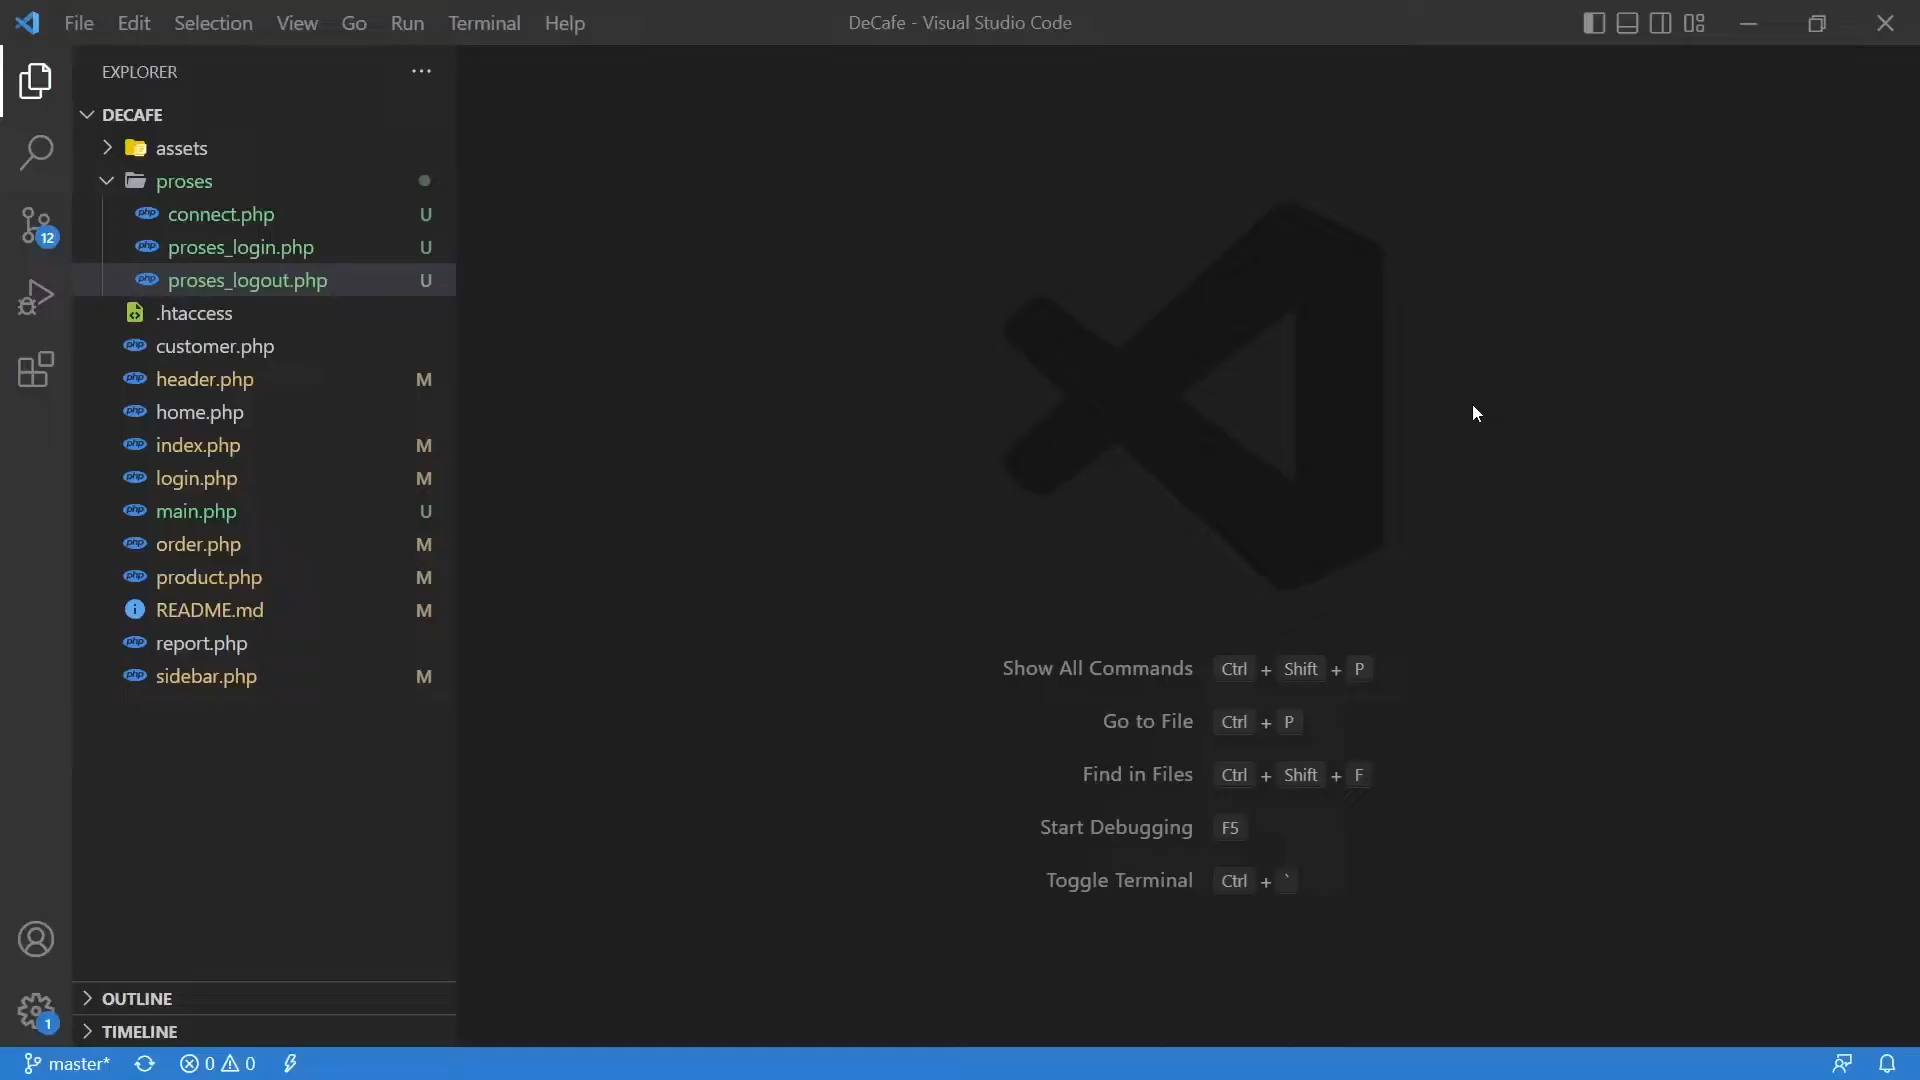 File Edit Selection View Go Run Terminal Help
DeCafe - Visual Studio Code
EXPLORER
DECAFE
assets
proses
connect.php U
proses_login.php U
proses_logout.php U
.htaccess
customer.php
header.php M
home.php
index.php M
login.php M
main.php U
order.php M
product.php M
README.md M
report.php
sidebar.php M
12
Show All Commands Ctrl + Shift + P
Go to File Ctrl + P
Find in Files Ctrl + Shift + F
Start Debugging F5
Toggle Terminal Ctrl + `
OUTLINE
TIMELINE
1
master* 0 0